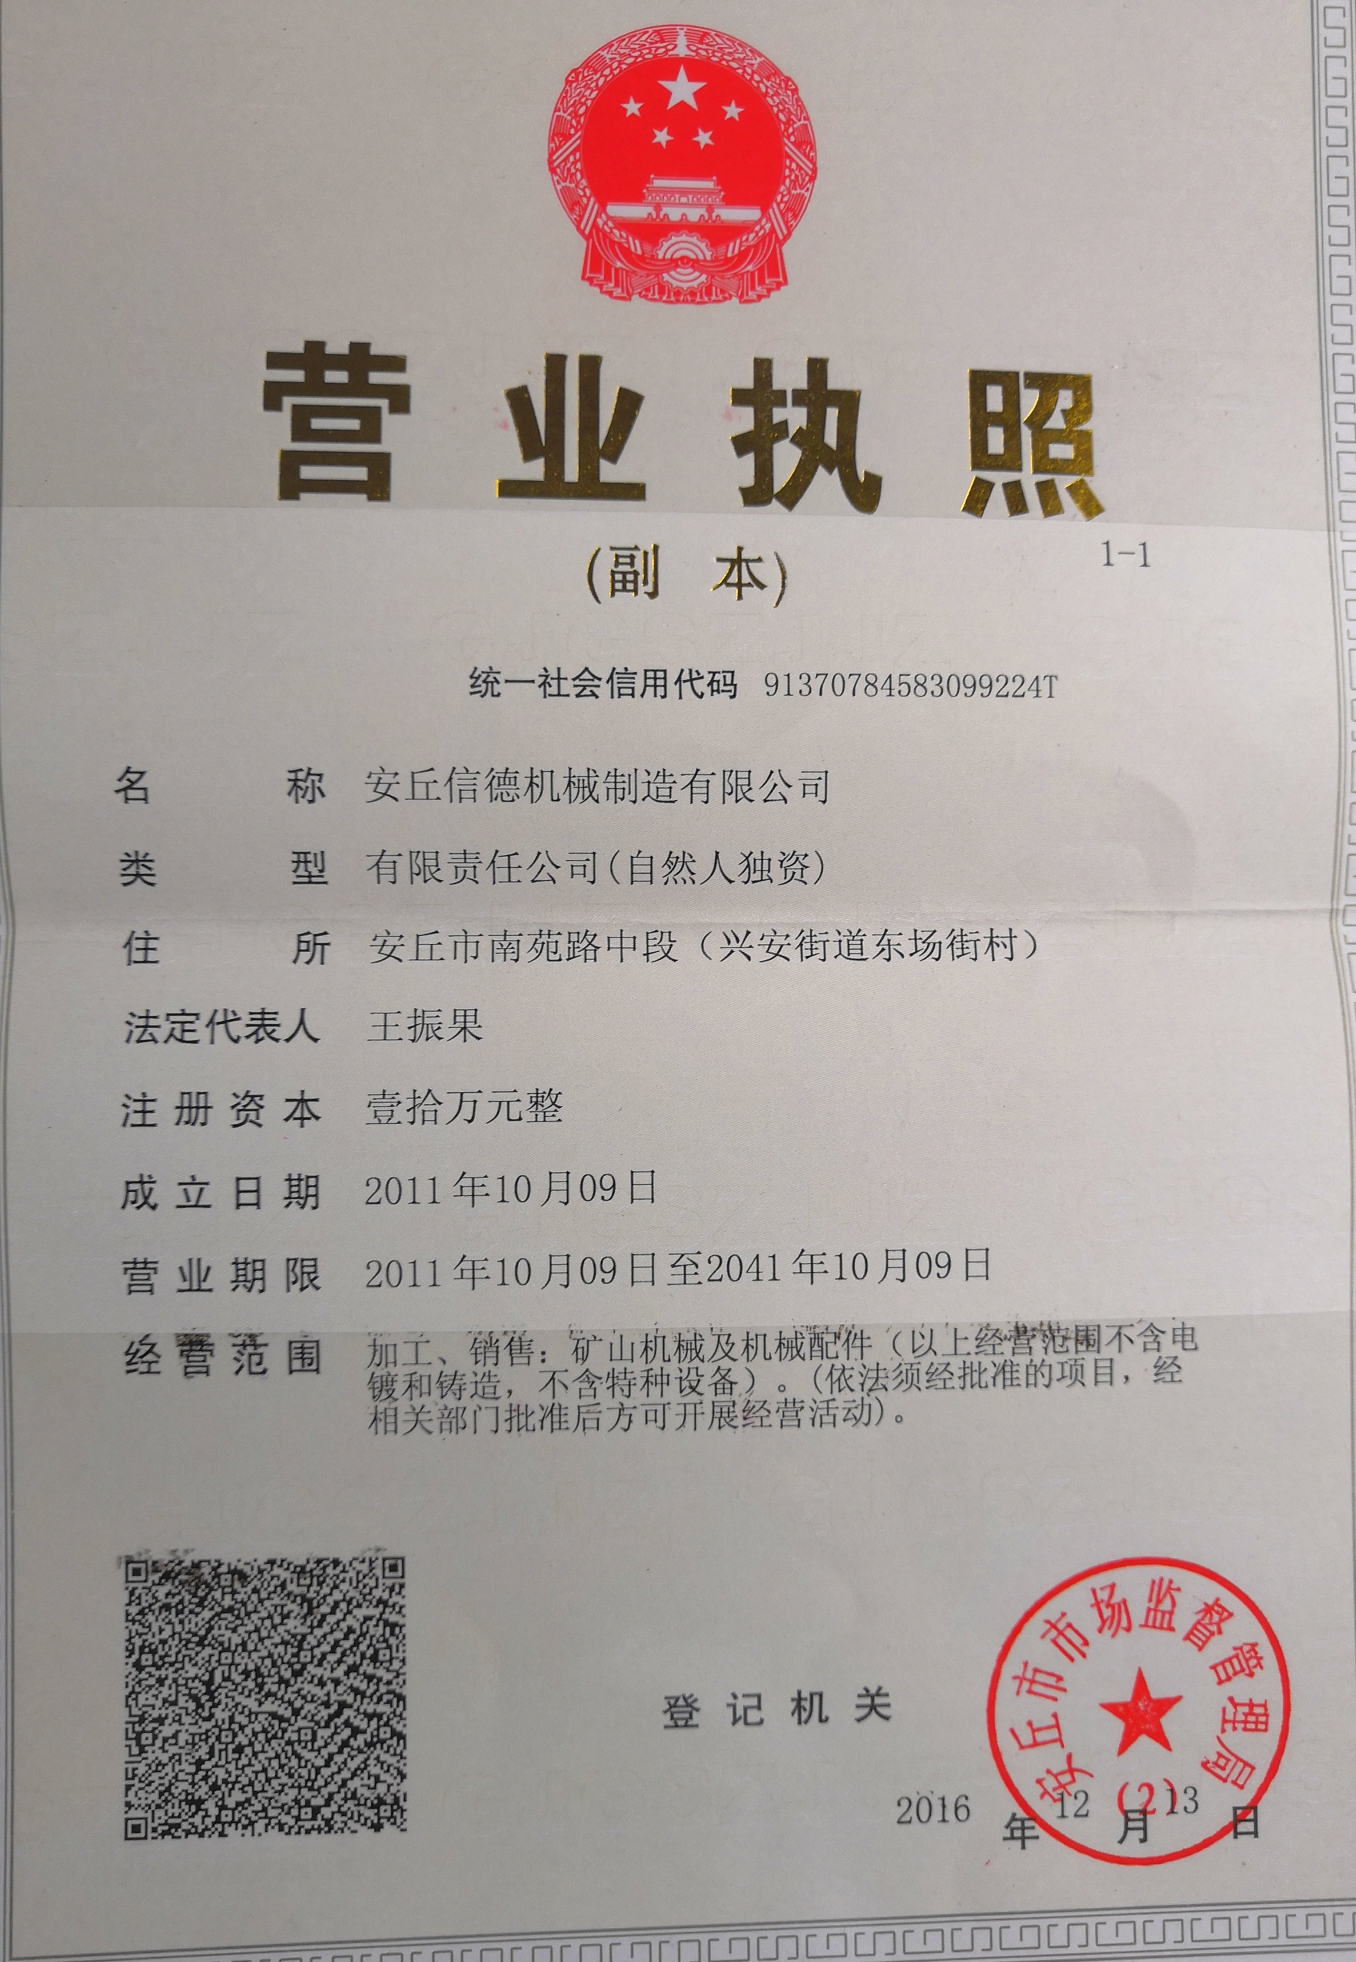 营业执照
(副 本)
1-1
统一社会信用代码 91370784583099224T
名 称 安丘信德机械制造有限公司
类 型 有限责任公司(自然人独资)
住 所 安丘市南苑路中段（兴安街道东场街村）
法定代表人 王振果
注册资本 壹拾万元整
成立日期 2011年10月09日
营业期限 2011年10月09日至2041年10月09日
经营范围 加工、销售：矿山机械及机械配件（以上经营范围不含电
镀和铸造，不含特种设备）。(依法须经批准的项目，经
相关部门批准后方可开展经营活动)。
登记机关
安丘市市场监督管理局
(2)
2016年12月13日